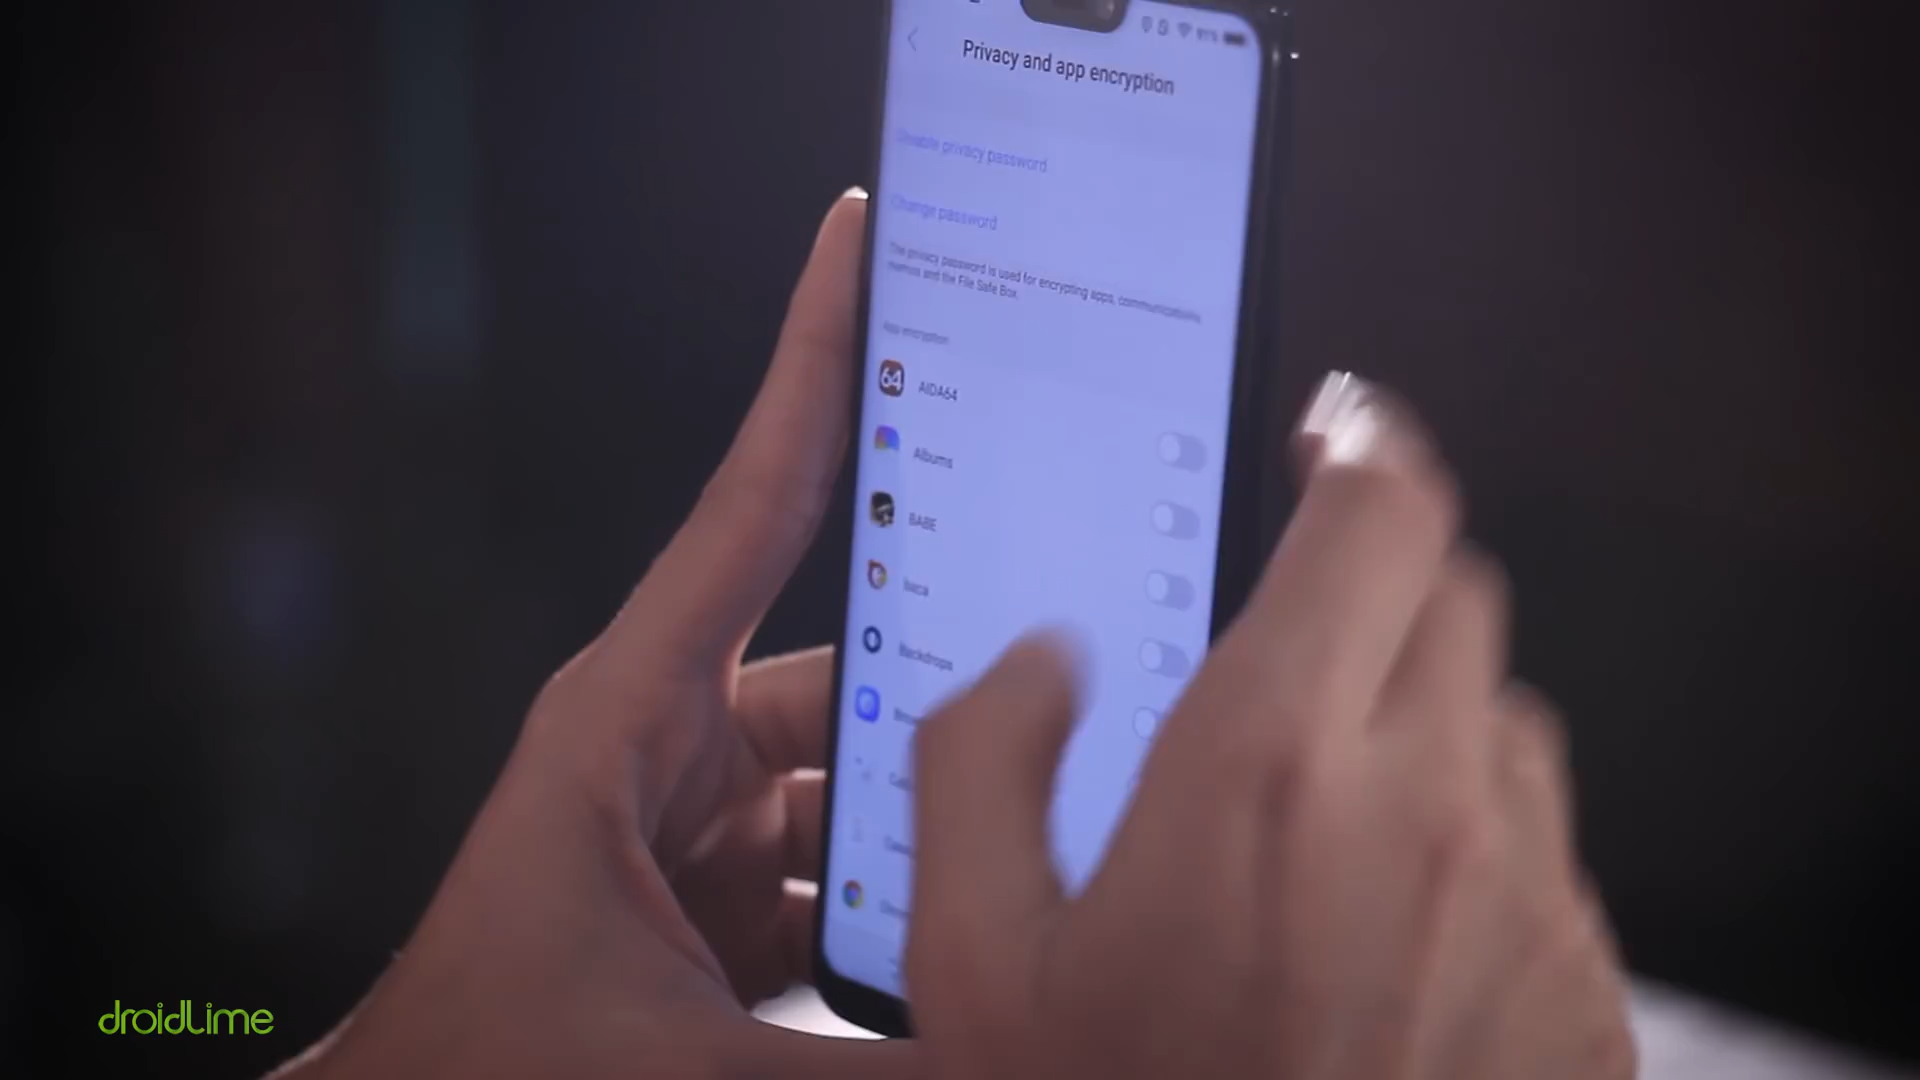 Privacy and app encryption
Disable privacy password
Change password
The privacy password is used for encrypting apps, communications,
memos and the File Safe Box.
App encryption
64 AIDA64
Albums
BABE
Backdrops
droidlime